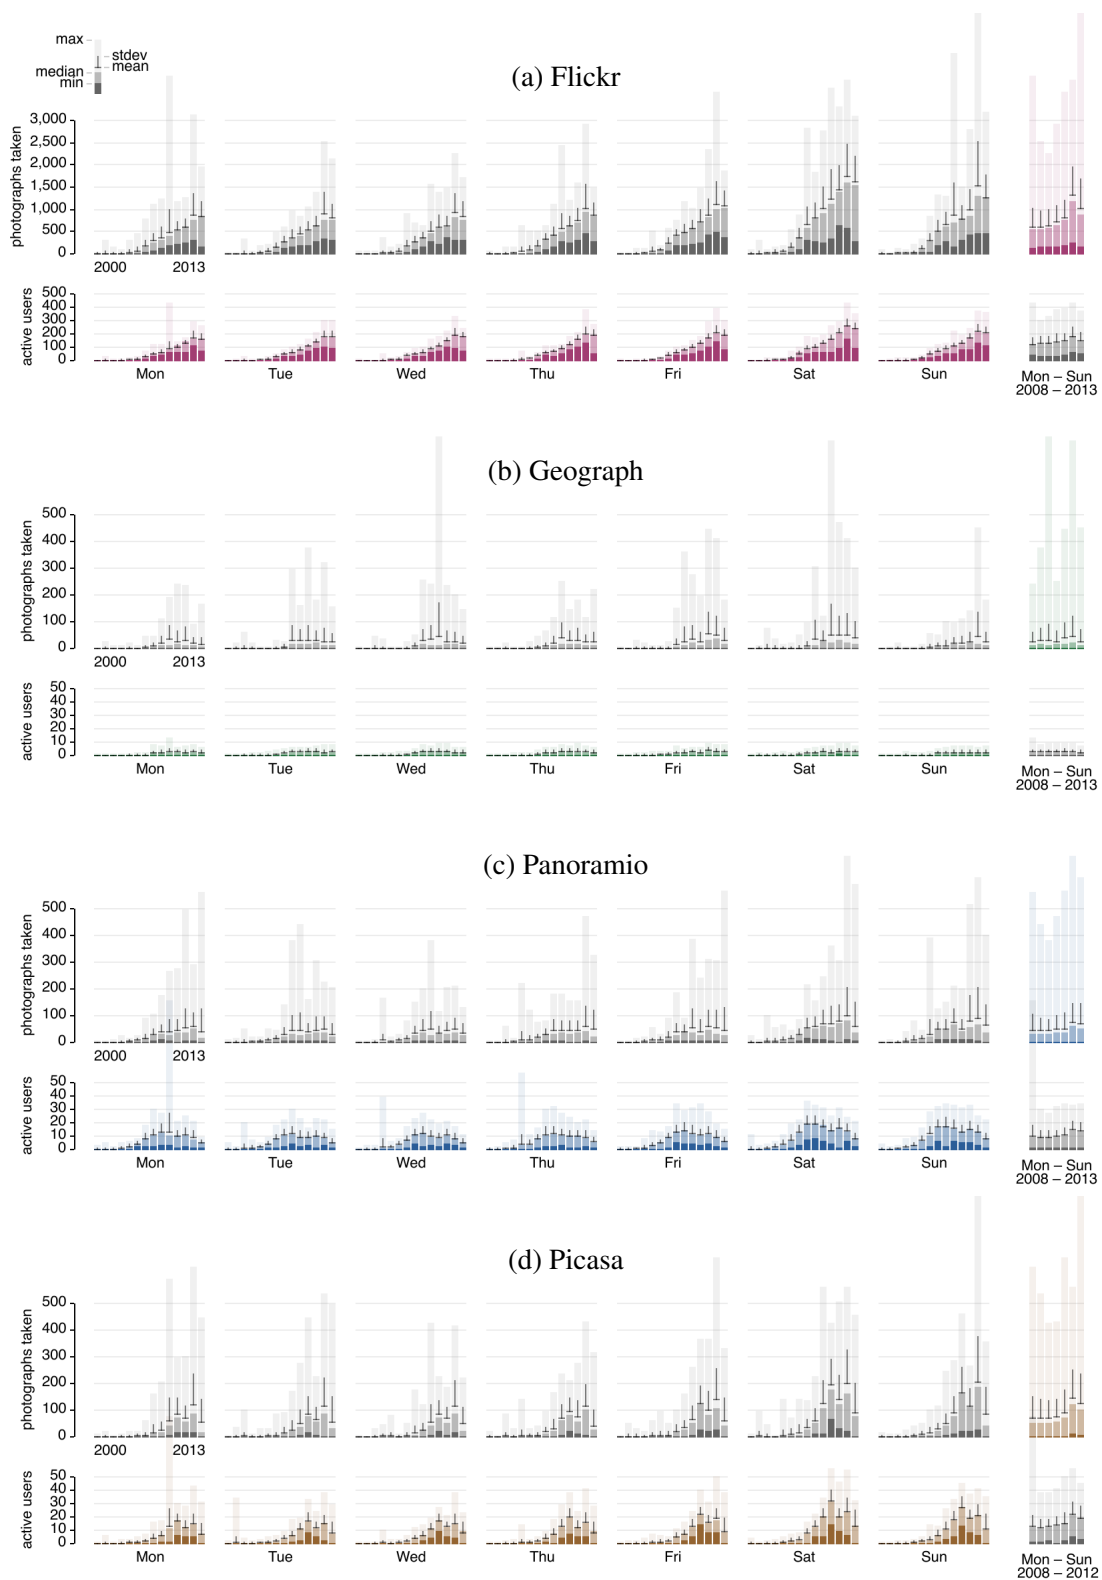 max
stdev
mean
median
min
(a) Flickr
photographs taken
3,000
2,500
2,000
1,500
1,000
500
0
2000 2013
active users
500
400
300
200
100
0
Mon Tue Wed Thu Fri Sat Sun Mon – Sun
2008 – 2013
(b) Geograph
photographs taken
500
400
300
200
100
0
2000 2013
active users
50
40
30
20
10
0
Mon Tue Wed Thu Fri Sat Sun Mon – Sun
2008 – 2013
(c) Panoramio
photographs taken
500
400
300
200
100
0
2000 2013
active users
50
40
30
20
10
0
Mon Tue Wed Thu Fri Sat Sun Mon – Sun
2008 – 2013
(d) Picasa
photographs taken
500
400
300
200
100
0
2000 2013
active users
50
40
30
20
10
0
Mon Tue Wed Thu Fri Sat Sun Mon – Sun
2008 – 2012